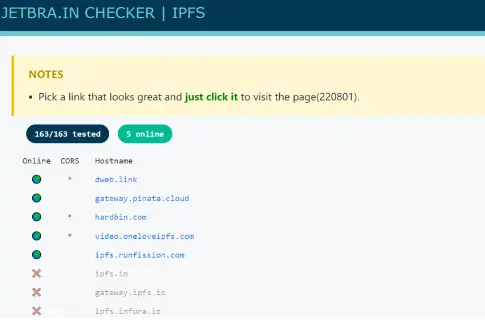 JETBRA.IN CHECKER | IPFS
NOTES
• Pick a link that looks great and just click it to visit the page(220801).
163/163 tested 5 online
Online CORS Hostname
* dweb.link
gateway.pinata.cloud
* hardbin.com
* video.oneloveipfs.com
ipfs.runfission.com
ipfs.io
gateway.ipfs.io
ipfs.infura.io